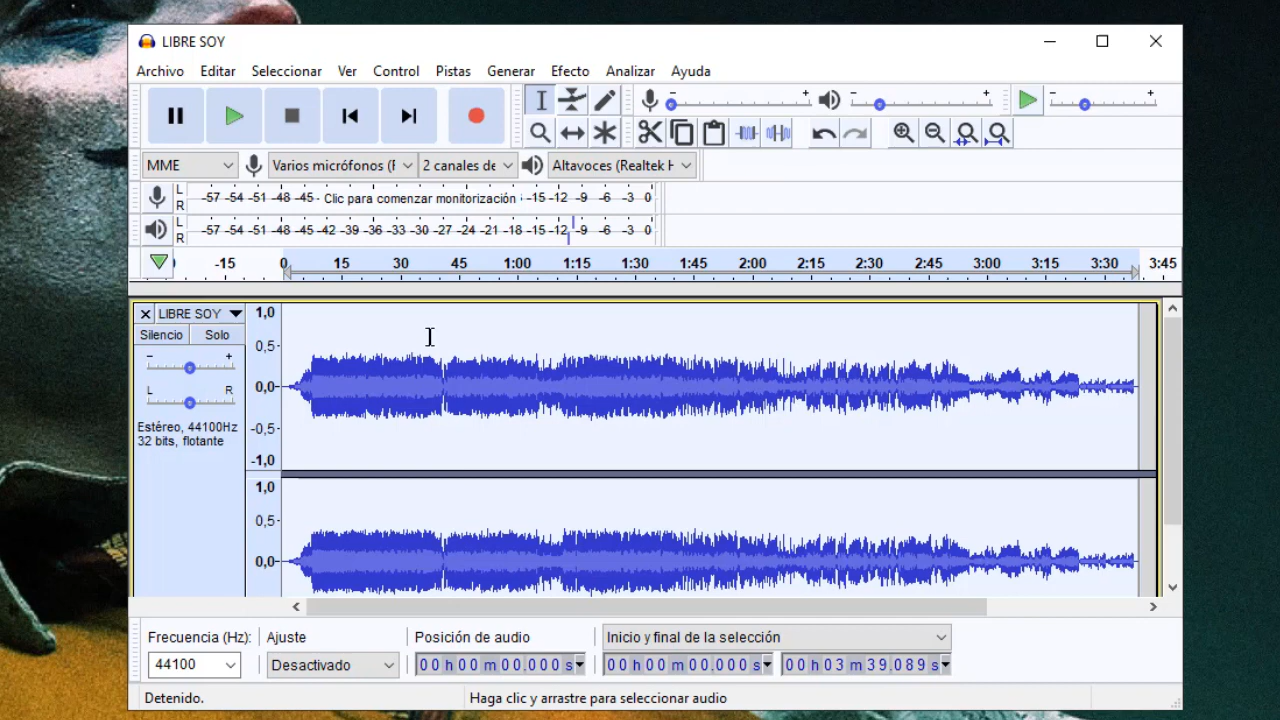 LIBRE SOY
Archivo Editar Seleccionar Ver Control Pistas Generar Efecto Analizar Ayuda
MME Varios micrófonos (F 2 canales de Altavoces (Realtek H
L
R
-57 -54 -51 -48 -45 Clic para comenzar monitorización -15 -12 -9 -6 -3 0
L
R
-57 -54 -51 -48 -45 -42 -39 -36 -33 -30 -27 -24 -21 -18 -15 -12 -9 -6 -3 0
-15 0 15 30 45 1:00 1:15 1:30 1:45 2:00 2:15 2:30 2:45 3:00 3:15 3:30 3:45
LIBRE SOY 1,0
Silencio Solo 0,5
- +
0,0
L R
Estéreo, 44100Hz -0,5
32 bits, flotante
-1,0
1,0
0,5
0,0
Frecuencia (Hz): Ajuste Posición de audio Inicio y final de la selección
44100 Desactivado 00 h 00 m 00.000 s 00 h 00 m 00.000 s 00 h 03 m 39.089 s
Detenido. Haga clic y arrastre para seleccionar audio